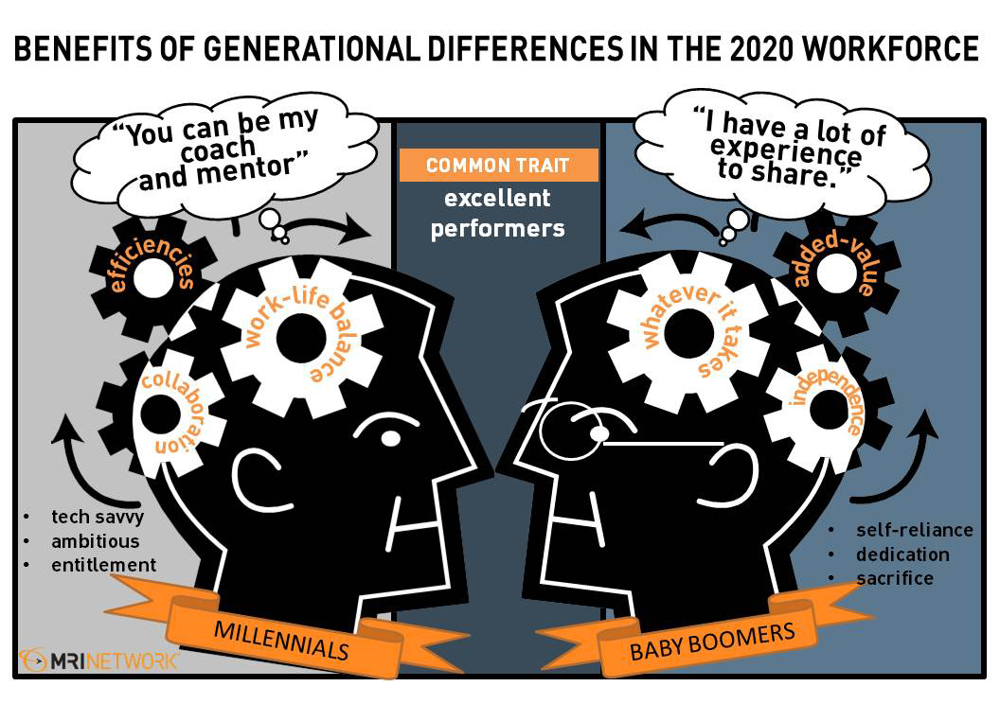 BENEFITS OF GENERATIONAL DIFFERENCES IN THE 2020 WORKFORCE
“You can be my
coach
and mentor”
COMMON TRAIT
excellent
performers
“I have a lot of
experience
to share.”
efficiencies
work-life balance
collaboration
added-value
whatever it takes
independence
• tech savvy
• ambitious
• entitlement
• self-reliance
• dedication
• sacrifice
MILLENNIALS
BABY BOOMERS
MRINETWORK